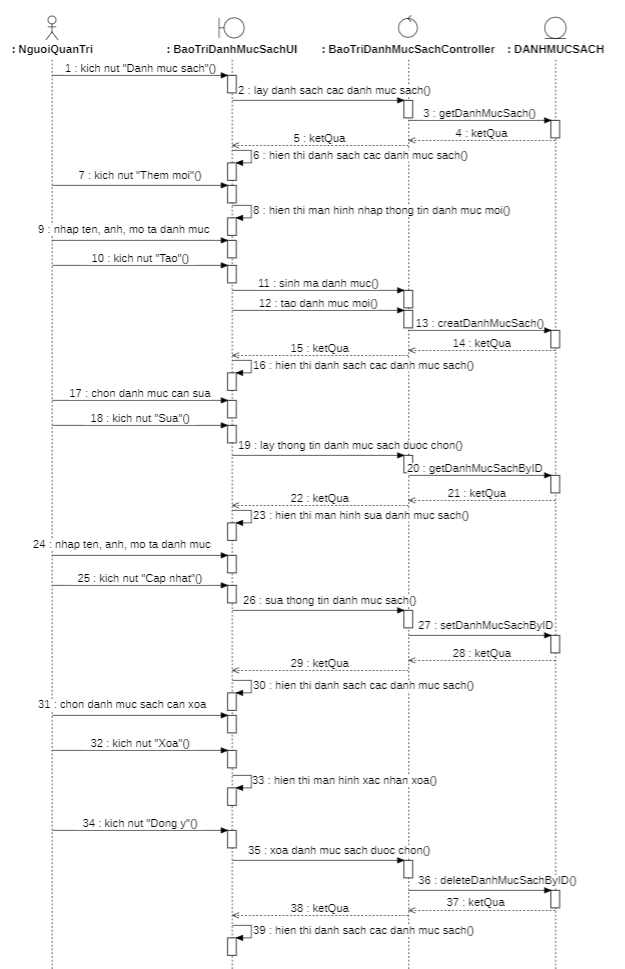 : NguoiQuanTri : BaoTriDanhMucSachUI : BaoTriDanhMucSachController : DANHMUCSACH
1 : kich nut "Danh muc sach"()
2 : lay danh sach cac danh muc sach()
3 : getDanhMucSach()
4 : ketQua
5 : ketQua
6 : hien thi danh sach cac danh muc sach()
7 : kich nut "Them moi"()
8 : hien thi man hinh nhap thong tin danh muc moi()
9 : nhap ten, anh, mo ta danh muc
10 : kich nut "Tao"()
11 : sinh ma danh muc()
12 : tao danh muc moi()
13 : creatDanhMucSach()
14 : ketQua
15 : ketQua
16 : hien thi danh sach cac danh muc sach()
17 : chon danh muc can sua
18 : kich nut "Sua"()
19 : lay thong tin danh muc sach duoc chon()
20 : getDanhMucSachByID
21 : ketQua
22 : ketQua
23 : hien thi man hinh sua danh muc sach()
24 : nhap ten, anh, mo ta danh muc
25 : kich nut "Cap nhat"()
26 : sua thong tin danh muc sach()
27 : setDanhMucSachByID
28 : ketQua
29 : ketQua
30 : hien thi danh sach cac danh muc sach()
31 : chon danh muc sach can xoa
32 : kich nut "Xoa"()
33 : hien thi man hinh xac nhan xoa()
34 : kich nut "Dong y"()
35 : xoa danh muc sach duoc chon()
36 : deleteDanhMucSachByID()
37 : ketQua
38 : ketQua
39 : hien thi danh sach cac danh muc sach()